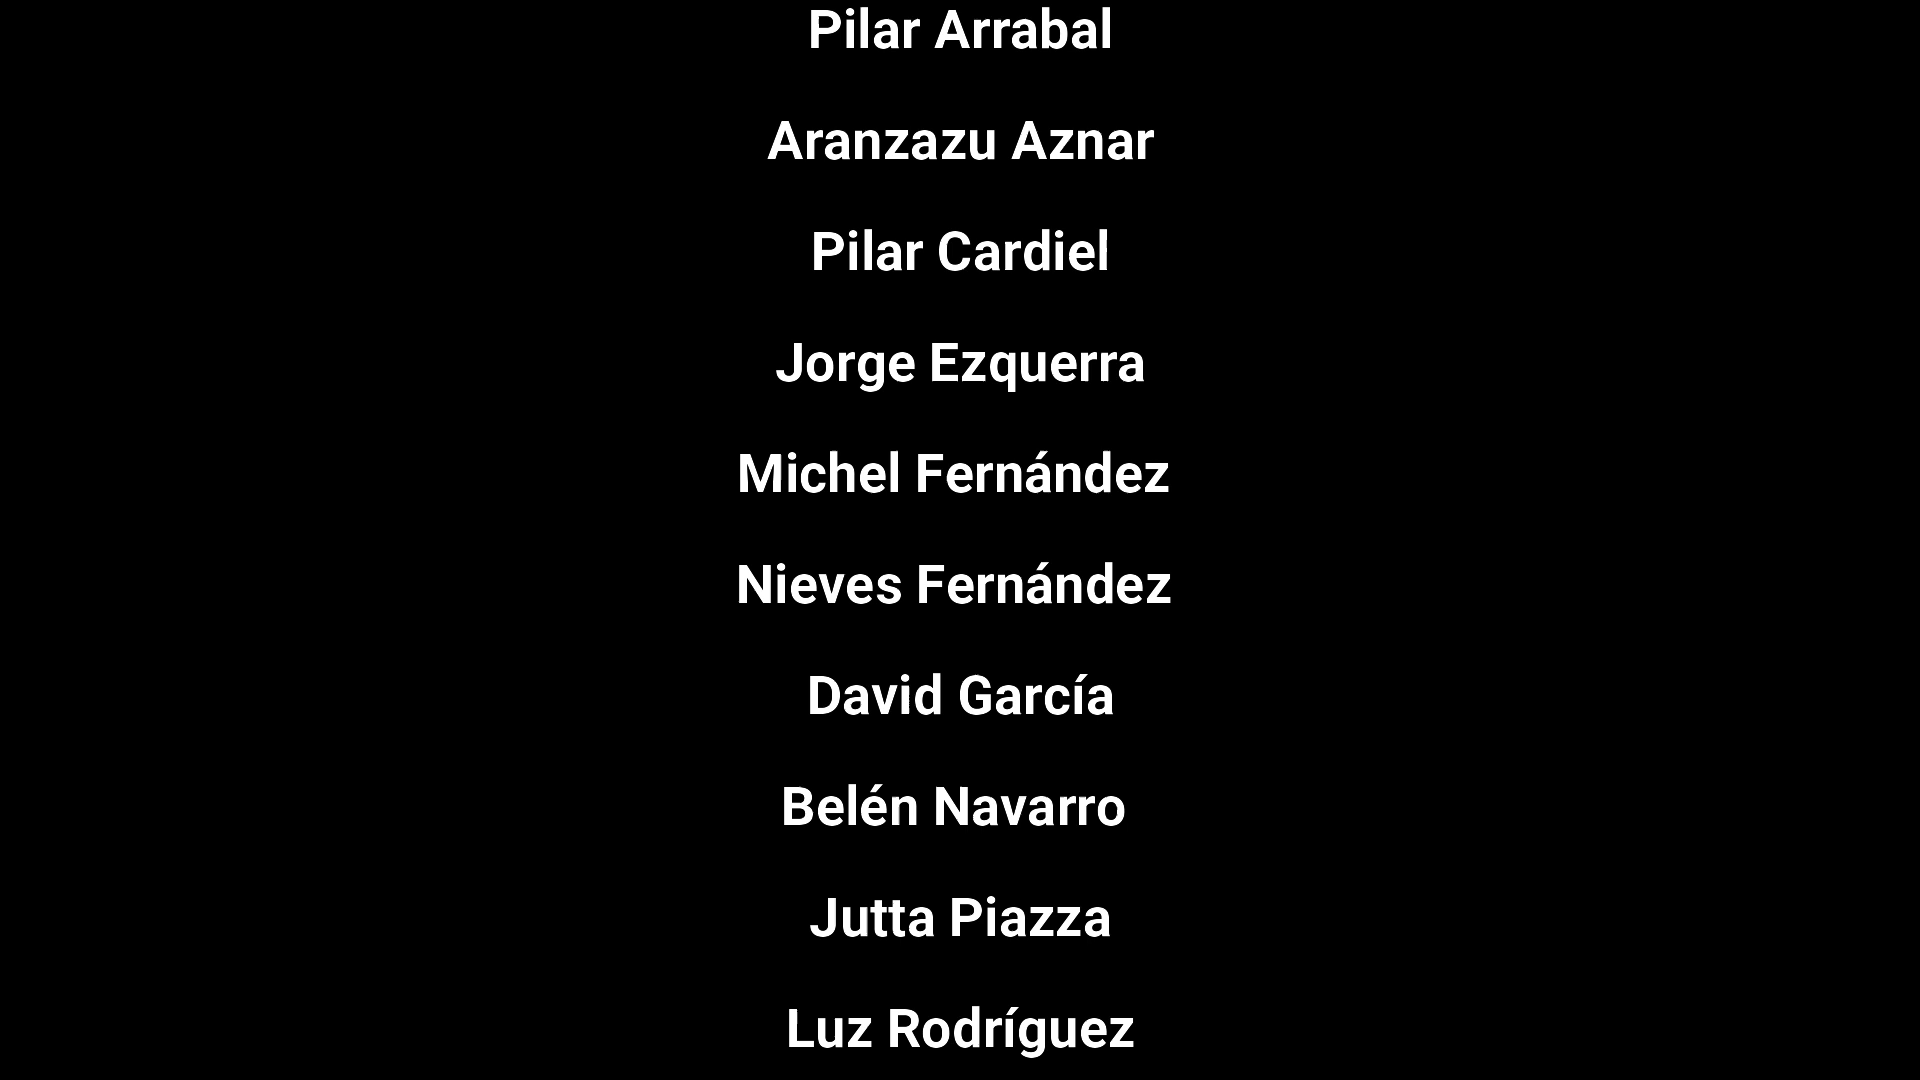 Pilar Arrabal
Aranzazu Aznar
Pilar Cardiel
Jorge Ezquerra
Michel Fernández
Nieves Fernández
David García
Belén Navarro
Jutta Piazza
Luz Rodríguez